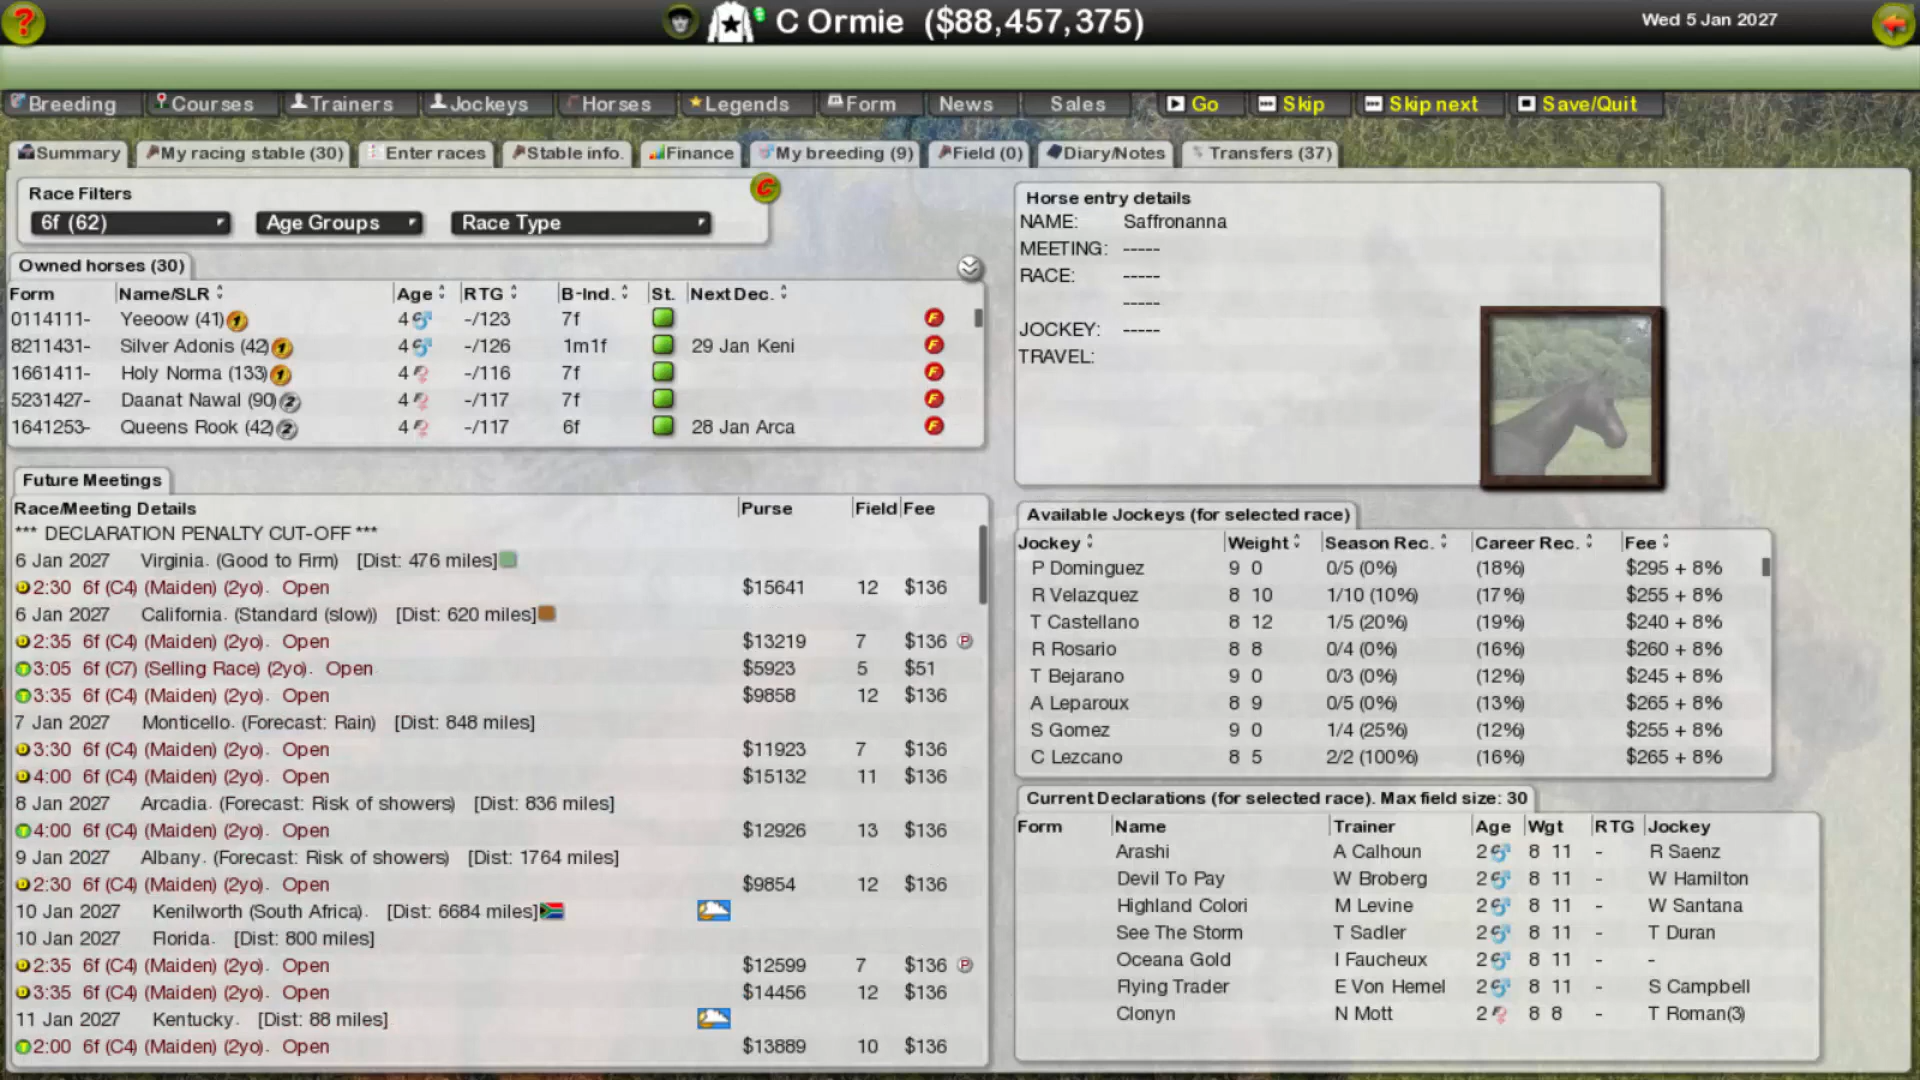 C Ormie ($88,457,375)
Wed 5 Jan 2027
Breeding Courses Trainers Jockeys Horses Legends Form News Sales Go Skip Skip next Save/Quit
Summary My racing stable (30) Enter races Stable info. Finance My breeding (9) Field (0) Diary/Notes Transfers (37)
Race Filters
6f (62) Age Groups Race Type
Owned horses (30)
Form Name/SLR Age RTG B-Ind. St. Next Dec.
0114111- Yeeoow (41) 1 4 -/123 7f F
8211431- Silver Adonis (42) 1 4 -/126 1m1f 29 Jan Keni F
1661411- Holy Norma (133) 1 4 -/116 7f F
5231427- Daanat Nawal (90) 2 4 -/117 7f F
1641253- Queens Rook (42) 2 4 -/117 6f 28 Jan Arca F
Future Meetings
Race/Meeting Details Purse Field Fee
*** DECLARATION PENALTY CUT-OFF ***
6 Jan 2027 Virginia. (Good to Firm) [Dist: 476 miles]
D 2:30 6f (C4) (Maiden) (2yo). Open $15641 12 $136
6 Jan 2027 California. (Standard (slow)) [Dist: 620 miles]
D 2:35 6f (C4) (Maiden) (2yo). Open $13219 7 $136 P
T 3:05 6f (C7) (Selling Race) (2yo). Open $5923 5 $51
T 3:35 6f (C4) (Maiden) (2yo). Open $9858 12 $136
7 Jan 2027 Monticello. (Forecast: Rain) [Dist: 848 miles]
D 3:30 6f (C4) (Maiden) (2yo). Open $11923 7 $136
D 4:00 6f (C4) (Maiden) (2yo). Open $15132 11 $136
8 Jan 2027 Arcadia. (Forecast: Risk of showers) [Dist: 836 miles]
T 4:00 6f (C4) (Maiden) (2yo). Open $12926 13 $136
9 Jan 2027 Albany. (Forecast: Risk of showers) [Dist: 1764 miles]
D 2:30 6f (C4) (Maiden) (2yo). Open $9854 12 $136
10 Jan 2027 Kenilworth (South Africa). [Dist: 6684 miles]
10 Jan 2027 Florida. [Dist: 800 miles]
D 2:35 6f (C4) (Maiden) (2yo). Open $12599 7 $136 P
D 3:35 6f (C4) (Maiden) (2yo). Open $14456 12 $136
11 Jan 2027 Kentucky. [Dist: 88 miles]
T 2:00 6f (C4) (Maiden) (2yo). Open $13889 10 $136
Horse entry details
NAME: Saffronanna
MEETING: -----
RACE: -----
-----
JOCKEY: -----
TRAVEL:
Available Jockeys (for selected race)
Jockey Weight Season Rec. Career Rec. Fee
P Dominguez 9 0 0/5 (0%) (18%) $295 + 8%
R Velazquez 8 10 1/10 (10%) (17%) $255 + 8%
T Castellano 8 12 1/5 (20%) (19%) $240 + 8%
R Rosario 8 8 0/4 (0%) (16%) $260 + 8%
T Bejarano 9 0 0/3 (0%) (12%) $245 + 8%
A Leparoux 8 9 0/5 (0%) (13%) $265 + 8%
S Gomez 9 0 1/4 (25%) (12%) $255 + 8%
C Lezcano 8 5 2/2 (100%) (16%) $265 + 8%
Current Declarations (for selected race). Max field size: 30
Form Name Trainer Age Wgt RTG Jockey
Arashi A Calhoun 2 8 11 - R Saenz
Devil To Pay W Broberg 2 8 11 - W Hamilton
Highland Colori M Levine 2 8 11 - W Santana
See The Storm T Sadler 2 8 11 - T Duran
Oceana Gold I Faucheux 2 8 11 - -
Flying Trader E Von Hemel 2 8 11 - S Campbell
Clonyn N Mott 2 8 8 - T Roman(3)